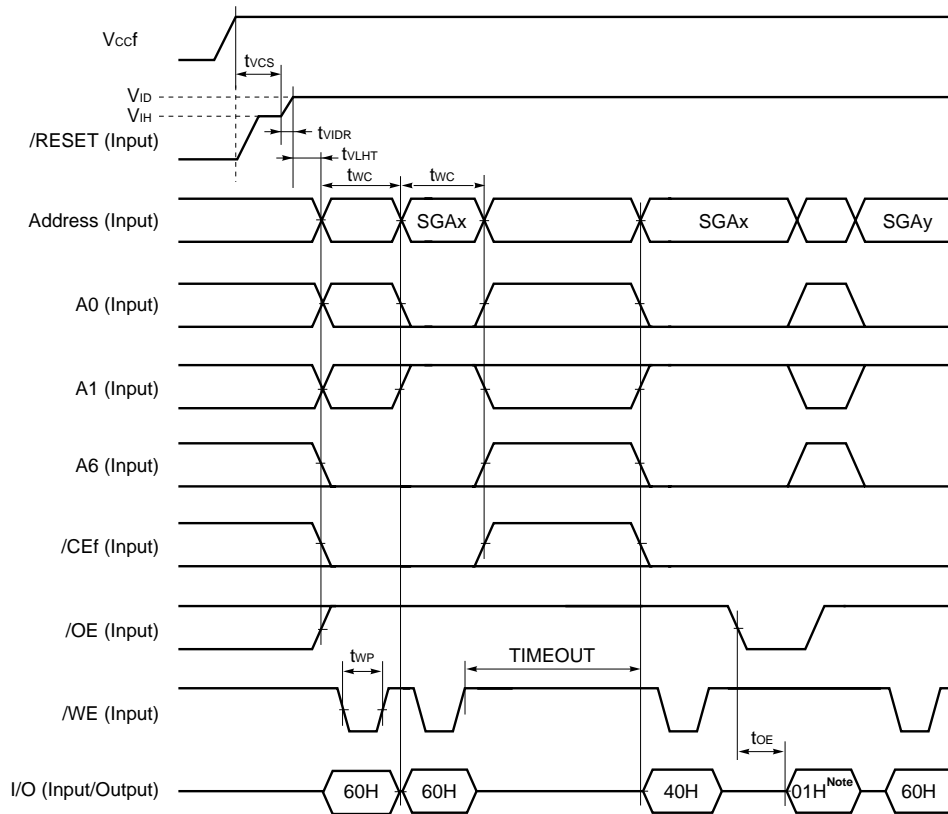 VCCf
tVCS
VID
VIH
/RESET (Input)
tVIDR
tVLHT
tWC tWC
Address (Input) SGAx SGAx SGAy
A0 (Input)
A1 (Input)
A6 (Input)
/CEf (Input)
/OE (Input)
tWP TIMEOUT
/WE (Input)
tOE
I/O (Input/Output) 60H 60H 40H 01H Note 60H